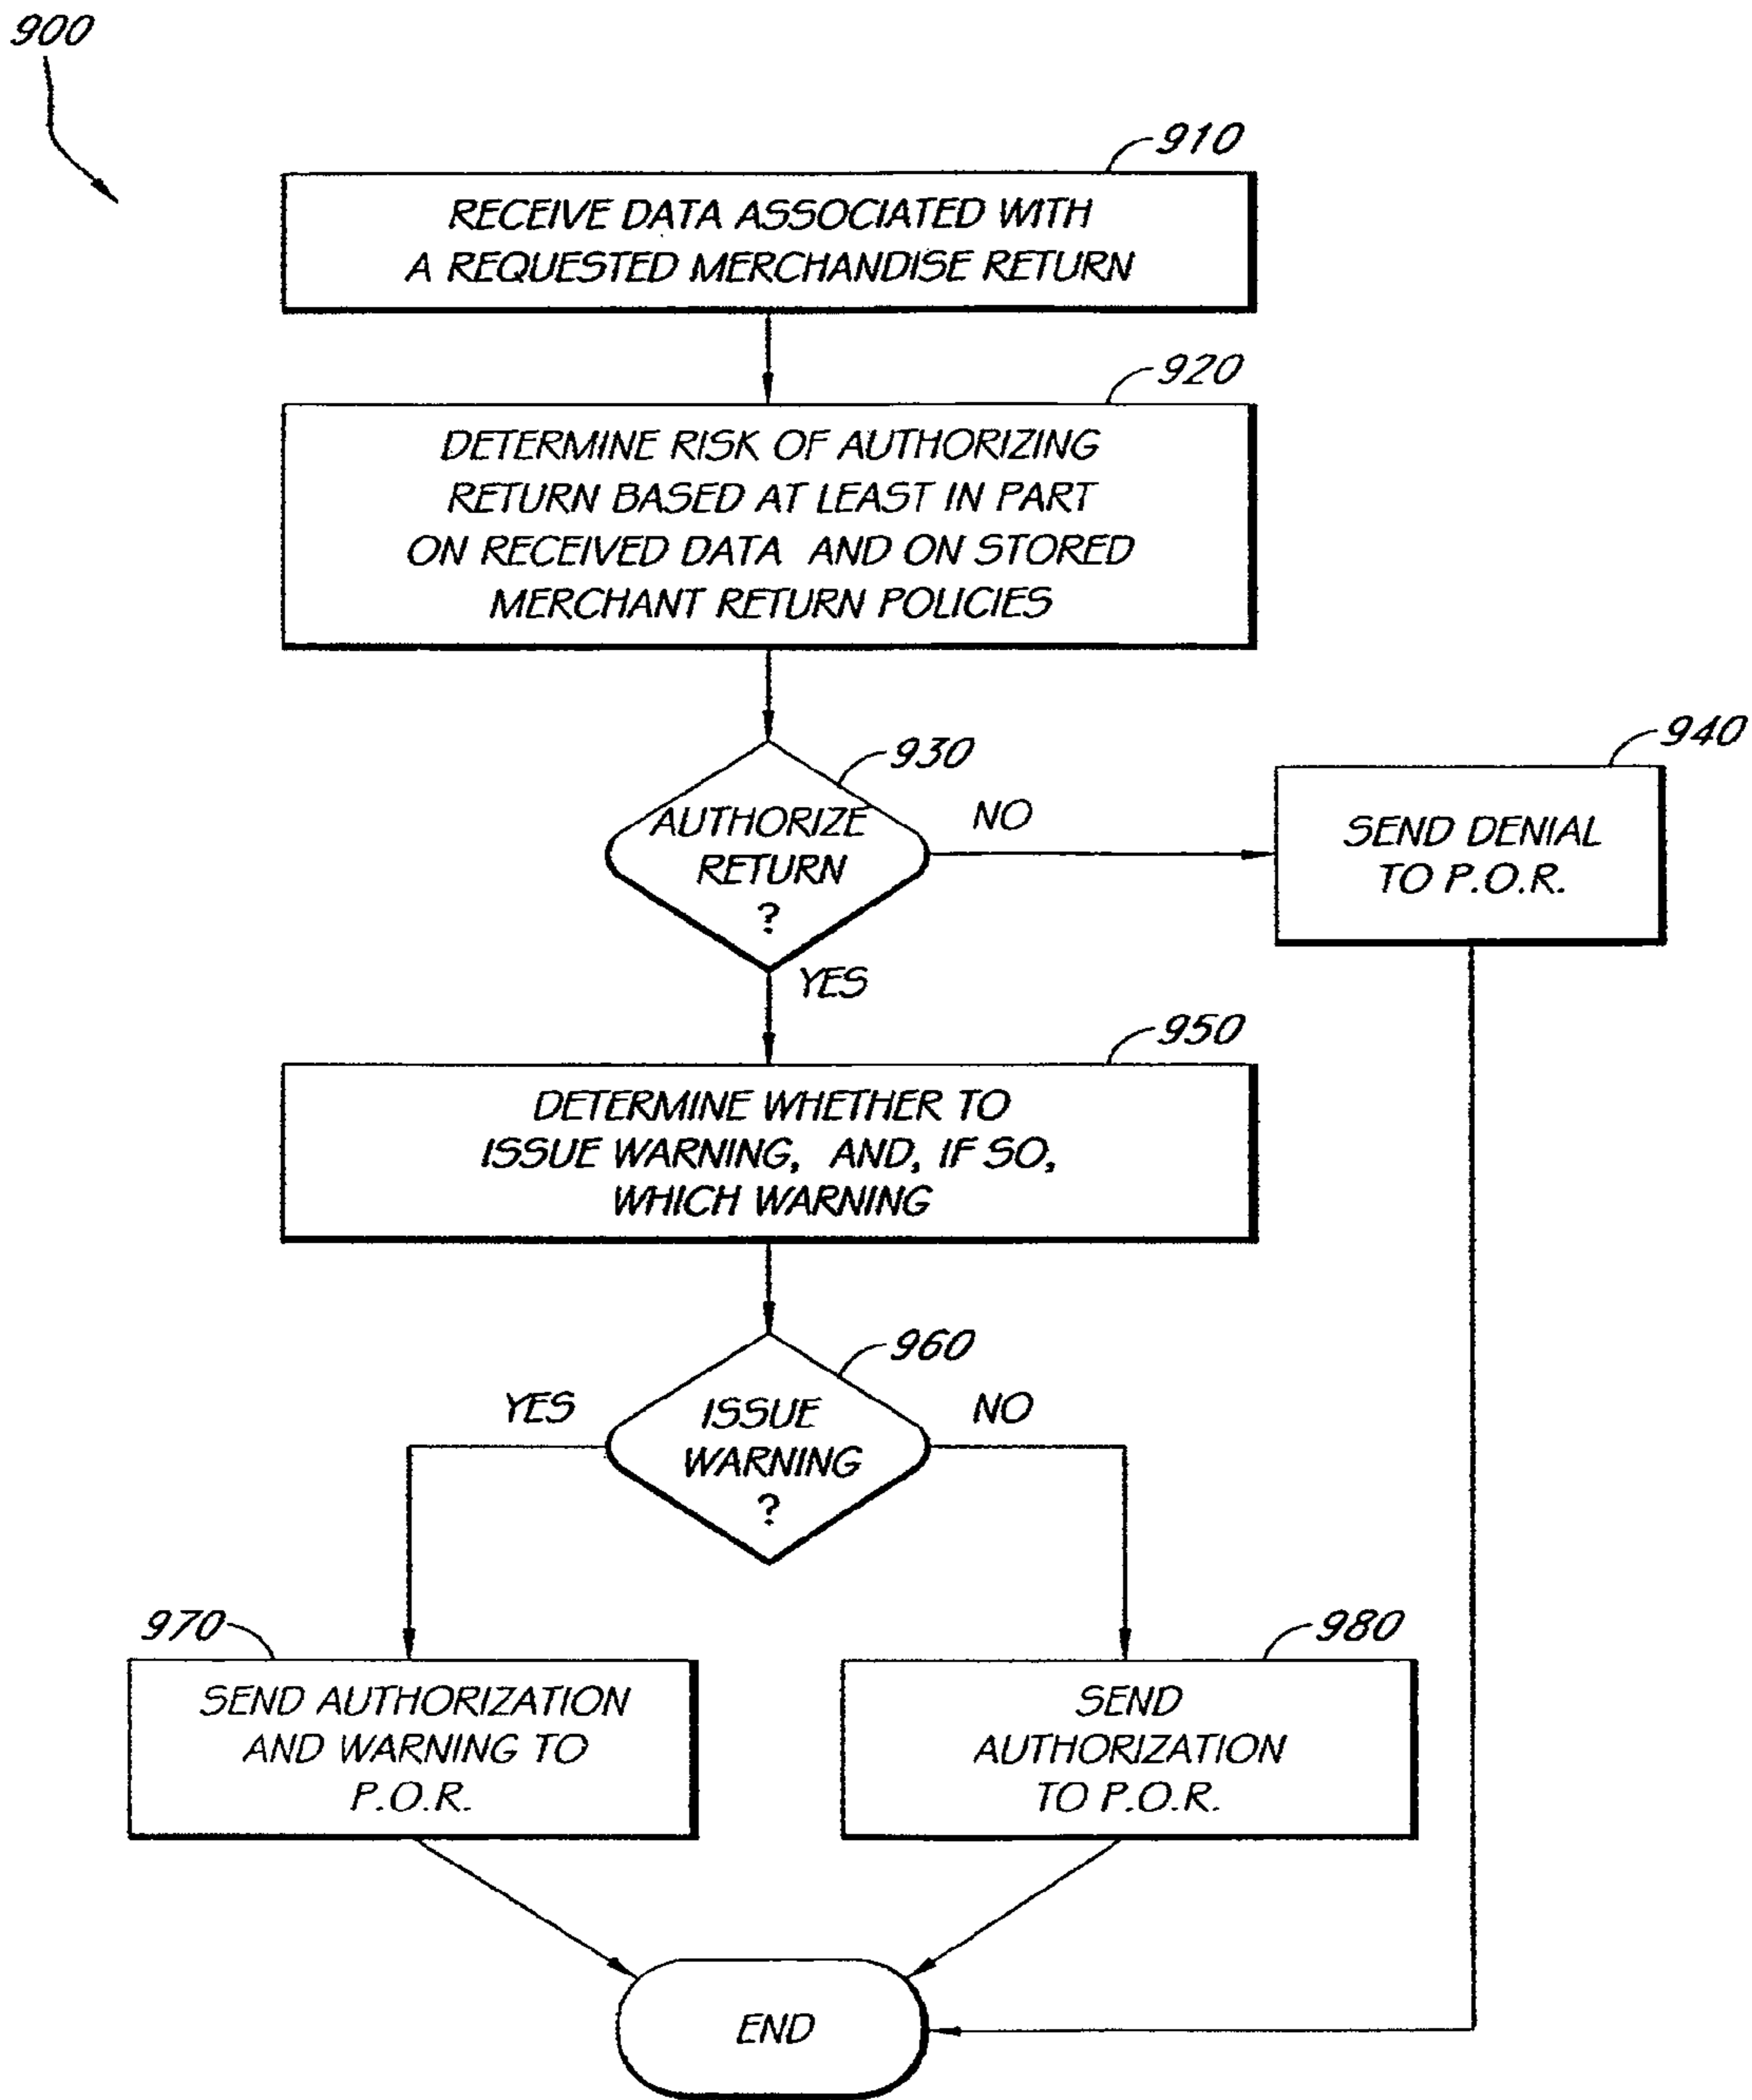 900
910
RECEIVE DATA ASSOCIATED WITH
A REQUESTED MERCHANDISE RETURN
920
DETERMINE RISK OF AUTHORIZING
RETURN BASED AT LEAST IN PART
ON RECEIVED DATA AND ON STORED
MERCHANT RETURN POLICIES
930
AUTHORIZE
RETURN
?
NO
940
SEND DENIAL
TO P.O.R.
YES
950
DETERMINE WHETHER TO
ISSUE WARNING, AND, IF SO,
WHICH WARNING
960
ISSUE
WARNING
?
YES
NO
970
SEND AUTHORIZATION
AND WARNING TO
P.O.R.
980
SEND
AUTHORIZATION
TO P.O.R.
END